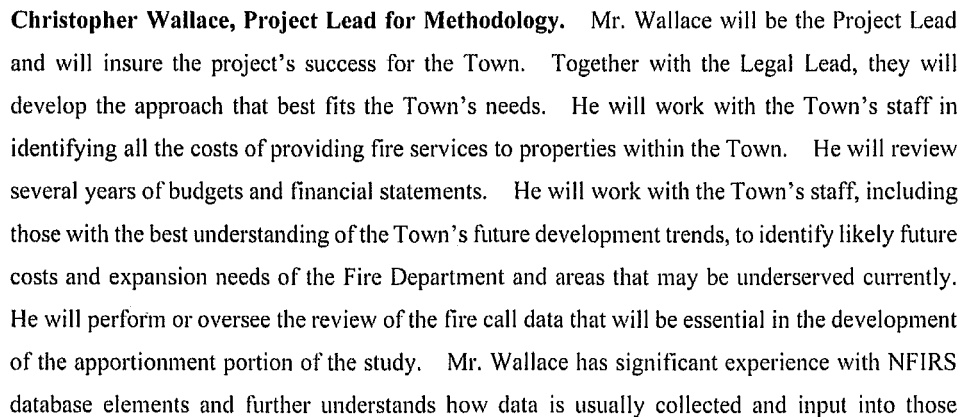 Christopher Wallace, Project Lead for Methodology. Mr. Wallace will be the Project Lead
and will insure the project's success for the Town. Together with the Legal Lead, they will
develop the approach that best fits the Town's needs. He will work with the Town's staff in
identifying all the costs of providing fire services to properties within the Town. He will review
several years of budgets and financial statements. He will work with the Town's staff, including
those with the best understanding of the Town's future development trends, to identify likely future
costs and expansion needs of the Fire Department and areas that may be underserved currently.
He will perform or oversee the review of the fire call data that will be essential in the development
of the apportionment portion of the study. Mr. Wallace has significant experience with NFIRS
database elements and further understands how data is usually collected and input into those